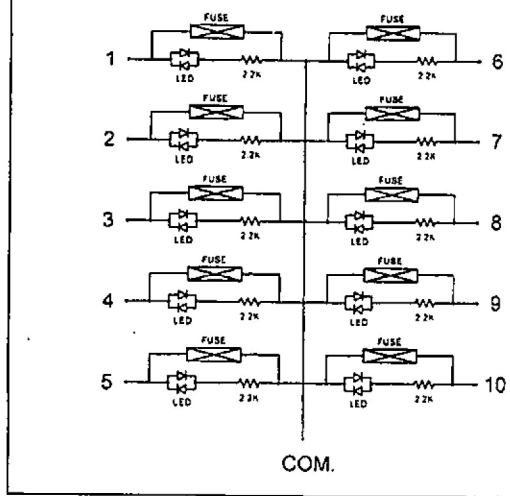 FUSE FUSE
1 6
LED 2.2K LED 2.2K
FUSE FUSE
2 7
LED 2.2K LED 2.2K
FUSE FUSE
3 8
LED 2.2K LED 2.2K
FUSE FUSE
4 9
LED 2.2K LED 2.2K
FUSE FUSE
5 10
LED 2.2K LED 2.2K
COM.